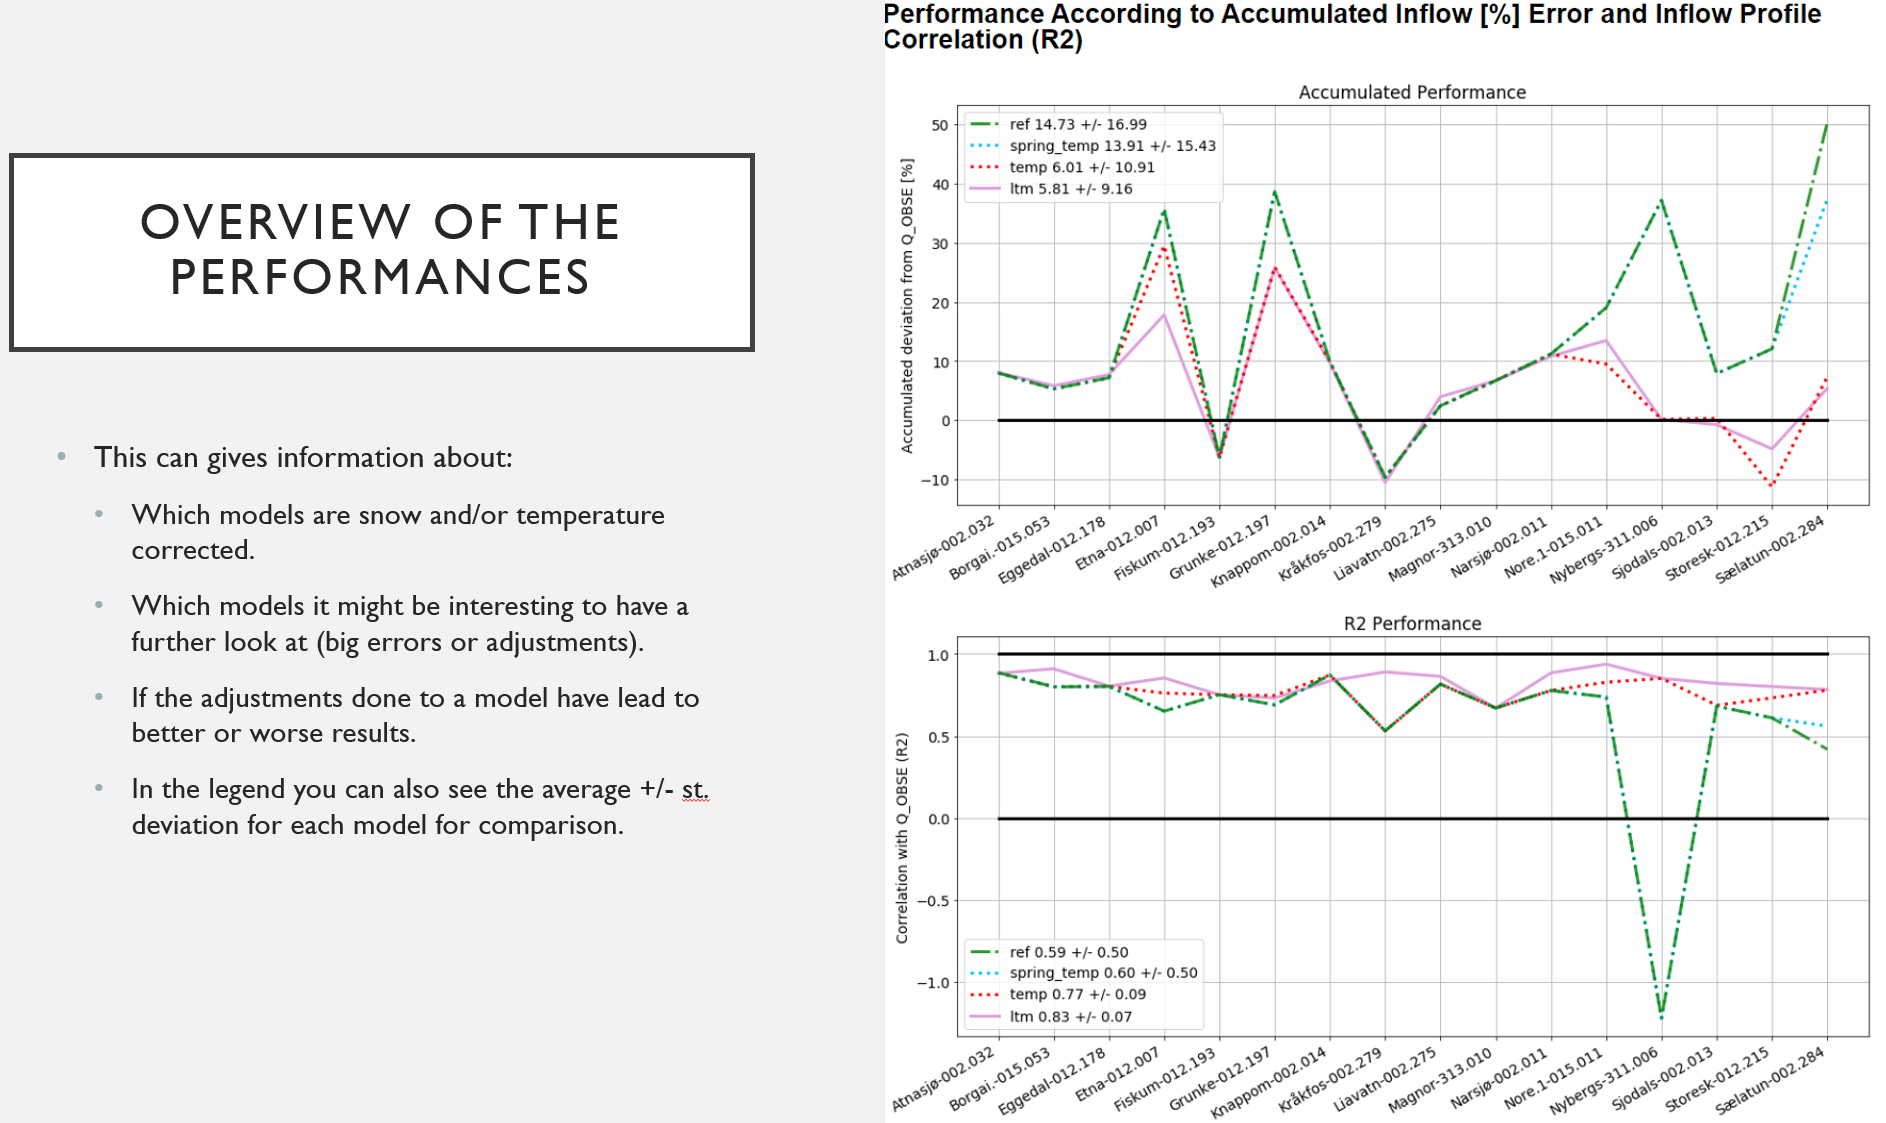 OVERVIEW OF THE
PERFORMANCES
This can gives information about:
Which models are snow and/or temperature
corrected.
Which models it might be interesting to have a
further look at (big errors or adjustments).
If the adjustments done to a model have lead to
better or worse results.
In the legend you can also see the average +/- st.
deviation for each model for comparison.
Performance According to Accumulated Inflow [%] Error and Inflow Profile
Correlation (R2)
Accumulated Performance
Accumulated deviation from Q_OBSE [%]
50
40
30
20
10
0
−10
ref 14.73 +/- 16.99
spring_temp 13.91 +/- 15.43
temp 6.01 +/- 10.91
ltm 5.81 +/- 9.16
Atnasjø-002.032
Borgai.-015.053
Eggedal-012.178
Etna-012.007
Fiskum-012.193
Grunke-012.197
Knappom-002.014
Kråkfos-002.279
Liavatn-002.275
Magnor-313.010
Narsjø-002.011
Nore.1-015.011
Nybergs-311.006
Sjodals-002.013
Storesk-012.215
Sælatun-002.284
R2 Performance
Correlation with Q_OBSE (R2)
1.0
0.5
0.0
−0.5
−1.0
ref 0.59 +/- 0.50
spring_temp 0.60 +/- 0.50
temp 0.77 +/- 0.09
ltm 0.83 +/- 0.07
Atnasjø-002.032
Borgai.-015.053
Eggedal-012.178
Etna-012.007
Fiskum-012.193
Grunke-012.197
Knappom-002.014
Kråkfos-002.279
Liavatn-002.275
Magnor-313.010
Narsjø-002.011
Nore.1-015.011
Nybergs-311.006
Sjodals-002.013
Storesk-012.215
Sælatun-002.284